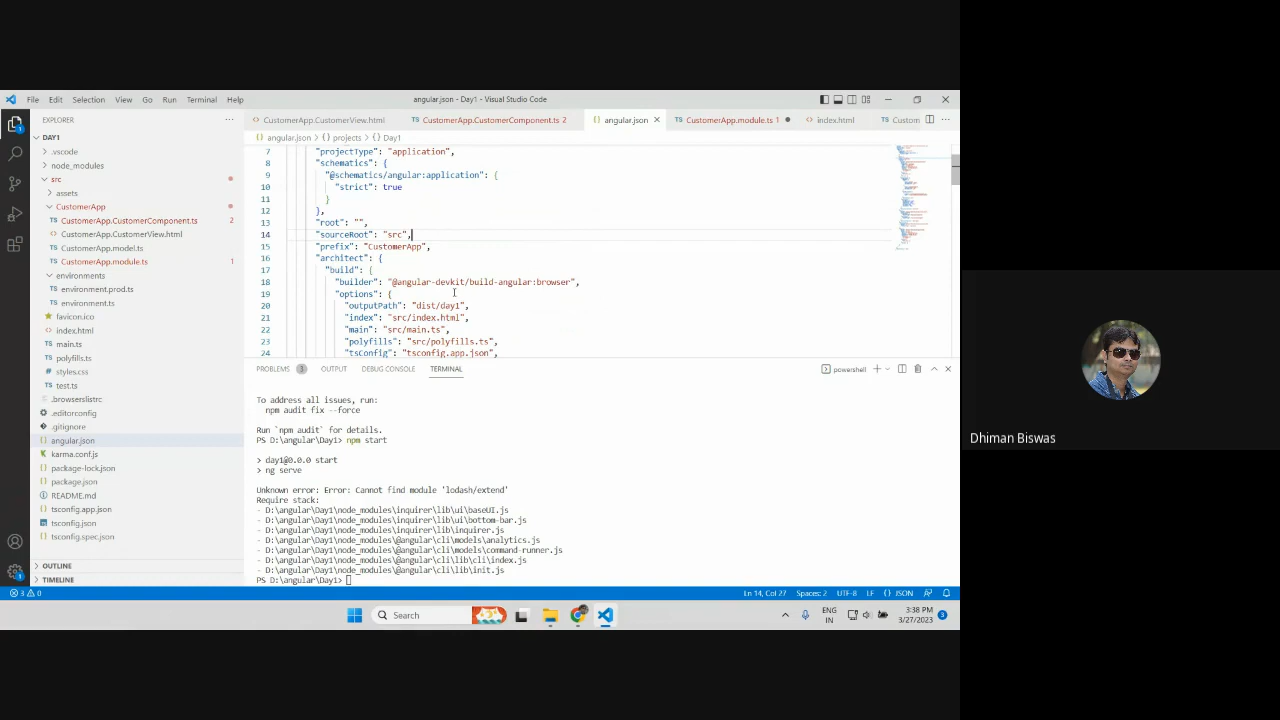 File Edit Selection View Go Run Terminal Help
angular.json - Day1 - Visual Studio Code
EXPLORER
DAY1
.vscode
node_modules
src
assets
CustomerApp
CustomerApp.CustomerComponent.ts 2
CustomerApp.CustomerView.html
CustomerApp.model.ts
CustomerApp.module.ts 1
environments
environment.prod.ts
environment.ts
favicon.ico
index.html
main.ts
polyfills.ts
styles.css
test.ts
.browserslistrc
.editorconfig
.gitignore
angular.json
karma.conf.js
package-lock.json
package.json
README.md
tsconfig.app.json
tsconfig.json
tsconfig.spec.json
OUTLINE
TIMELINE
CustomerApp.CustomerView.html CustomerApp.CustomerComponent.ts 2 angular.json CustomerApp.module.ts 1 index.html Custom
angular.json > projects > Day1
7 "projectType": "application",
8 "schematics": {
9 "@schematics/angular:application": {
10 "strict": true
11 }
12 },
13 "root": "",
14 "sourceRoot": "src",
15 "prefix": "CustomerApp",
16 "architect": {
17 "build": {
18 "builder": "@angular-devkit/build-angular:browser",
19 "options": {
20 "outputPath": "dist/day1",
21 "index": "src/index.html",
22 "main": "src/main.ts",
23 "polyfills": "src/polyfills.ts",
24 "tsConfig": "tsconfig.app.json",
PROBLEMS 3 OUTPUT DEBUG CONSOLE TERMINAL powershell
To address all issues, run:
npm audit fix --force
Run `npm audit` for details.
PS D:\angular\Day1> npm start
> day1@0.0.0 start
> ng serve
Unknown error: Error: Cannot find module 'lodash/extend'
Require stack:
- D:\angular\Day1\node_modules\inquirer\lib\ui\baseUI.js
- D:\angular\Day1\node_modules\inquirer\lib\ui\bottom-bar.js
- D:\angular\Day1\node_modules\inquirer\lib\inquirer.js
- D:\angular\Day1\node_modules\@angular\cli\models\analytics.js
- D:\angular\Day1\node_modules\@angular\cli\models\command-runner.js
- D:\angular\Day1\node_modules\@angular\cli\lib\cli\index.js
- D:\angular\Day1\node_modules\@angular\cli\lib\init.js
PS D:\angular\Day1>
3 0 Ln 14, Col 27 Spaces: 2 UTF-8 LF {} JSON
Search
ENG
IN
3:38 PM
3/27/2023
3
Dhiman Biswas